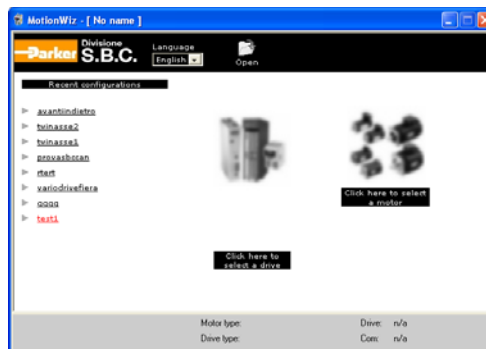 MotionWiz - [ No name ]
Parker
Divisione
S.B.C.
Language
English
Open
Recent configurations
avantiindietro
twinasse2
twinasse1
provasbccan
rtert
variodrivefiera
qqqq
test1
Click here to select
a motor
Click here to
select a drive
Motor type:
Drive: n/a
Drive type:
Com: n/a